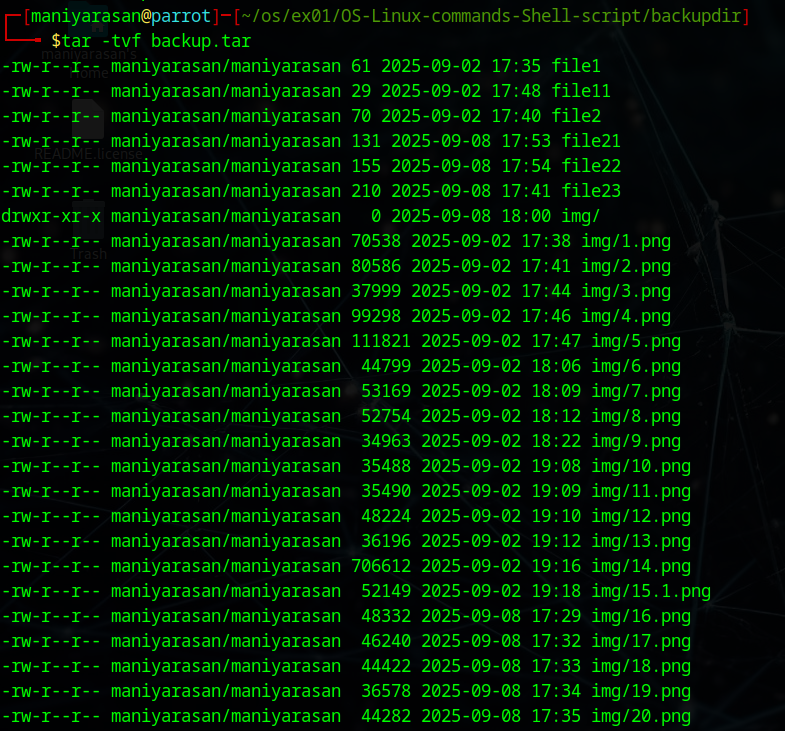 [maniyarasan@parrot]─[~/os/ex01/OS-Linux-commands-Shell-script/backupdir]
$tar -tvf backup.tar
-rw-r--r-- maniyarasan/maniyarasan 61 2025-09-02 17:35 file1
-rw-r--r-- maniyarasan/maniyarasan 29 2025-09-02 17:48 file11
-rw-r--r-- maniyarasan/maniyarasan 70 2025-09-02 17:40 file2
-rw-r--r-- maniyarasan/maniyarasan 131 2025-09-08 17:53 file21
-rw-r--r-- maniyarasan/maniyarasan 155 2025-09-08 17:54 file22
-rw-r--r-- maniyarasan/maniyarasan 210 2025-09-08 17:41 file23
drwxr-xr-x maniyarasan/maniyarasan   0 2025-09-08 18:00 img/
-rw-r--r-- maniyarasan/maniyarasan 70538 2025-09-02 17:38 img/1.png
-rw-r--r-- maniyarasan/maniyarasan 80586 2025-09-02 17:41 img/2.png
-rw-r--r-- maniyarasan/maniyarasan 37999 2025-09-02 17:44 img/3.png
-rw-r--r-- maniyarasan/maniyarasan 99298 2025-09-02 17:46 img/4.png
-rw-r--r-- maniyarasan/maniyarasan 111821 2025-09-02 17:47 img/5.png
-rw-r--r-- maniyarasan/maniyarasan  44799 2025-09-02 18:06 img/6.png
-rw-r--r-- maniyarasan/maniyarasan  53169 2025-09-02 18:09 img/7.png
-rw-r--r-- maniyarasan/maniyarasan  52754 2025-09-02 18:12 img/8.png
-rw-r--r-- maniyarasan/maniyarasan  34963 2025-09-02 18:22 img/9.png
-rw-r--r-- maniyarasan/maniyarasan  35488 2025-09-02 19:08 img/10.png
-rw-r--r-- maniyarasan/maniyarasan  35490 2025-09-02 19:09 img/11.png
-rw-r--r-- maniyarasan/maniyarasan  48224 2025-09-02 19:10 img/12.png
-rw-r--r-- maniyarasan/maniyarasan  36196 2025-09-02 19:12 img/13.png
-rw-r--r-- maniyarasan/maniyarasan 706612 2025-09-02 19:16 img/14.png
-rw-r--r-- maniyarasan/maniyarasan  52149 2025-09-02 19:18 img/15.1.png
-rw-r--r-- maniyarasan/maniyarasan  48332 2025-09-08 17:29 img/16.png
-rw-r--r-- maniyarasan/maniyarasan  46240 2025-09-08 17:32 img/17.png
-rw-r--r-- maniyarasan/maniyarasan  44422 2025-09-08 17:33 img/18.png
-rw-r--r-- maniyarasan/maniyarasan  36578 2025-09-08 17:34 img/19.png
-rw-r--r-- maniyarasan/maniyarasan  44282 2025-09-08 17:35 img/20.png